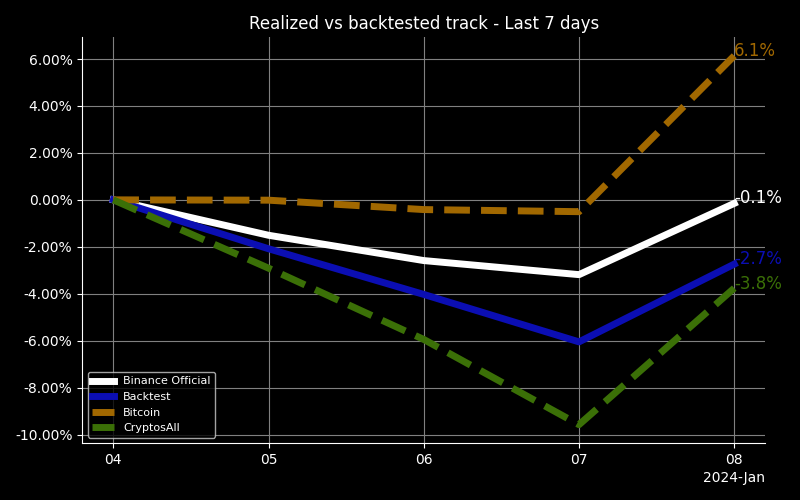 Realized vs backtested track - Last 7 days
6.00%
4.00%
2.00%
0.00%
-2.00%
-4.00%
-6.00%
-8.00%
-10.00%
6.1%
-0.1%
-2.7%
-3.8%
Binance Official
Backtest
Bitcoin
CryptosAll
04 05 06 07 08
2024-Jan